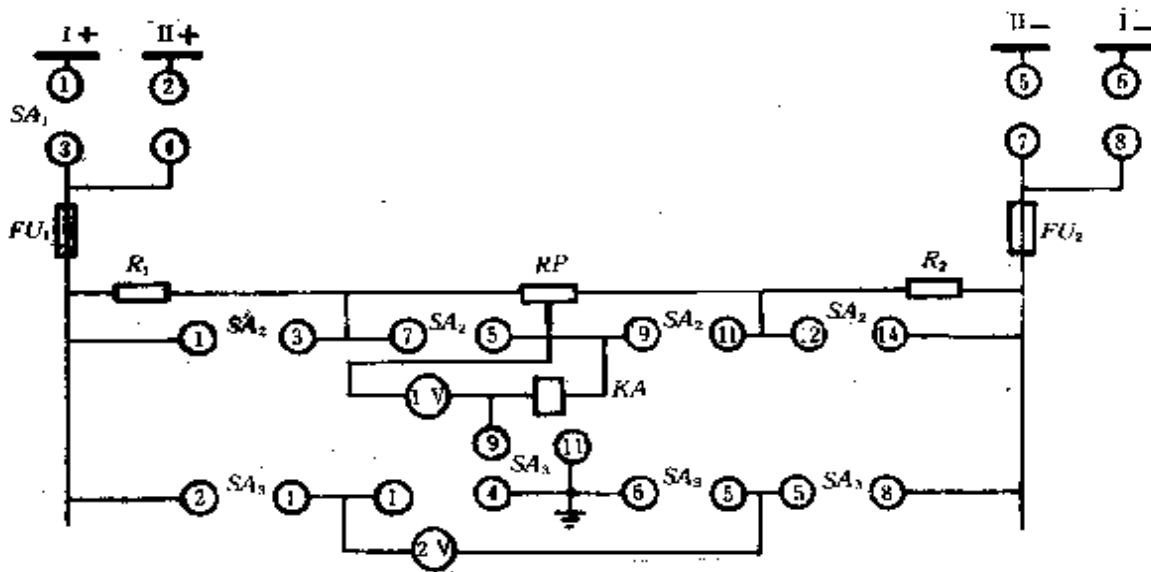 I+ II+ II− I−
① ② ⑤ ⑥
SA₁
③ ④ ⑦ ⑧
FU₁ FU₂
R₁ RP R₂
① SA₂ ③ ⑦ SA₂ ⑤ ⑨ SA₂ ⑪ ⑫ SA₂ ⑭
1 V KA
⑨ ⑪
② SA₃ ① ① ④ SA₃ ⑥ SA₃ ⑤ ⑤ SA₃ ⑧
2 V